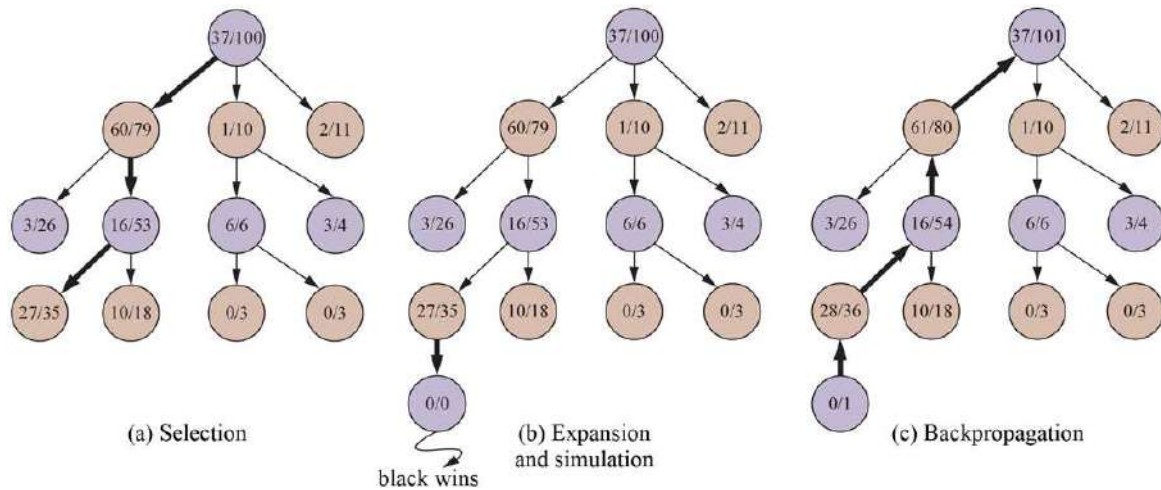 37/100
60/79 1/10 2/11
3/26 16/53 6/6 3/4
27/35 10/18 0/3 0/3
(a) Selection
37/100
60/79 1/10 2/11
3/26 16/53 6/6 3/4
27/35 10/18 0/3 0/3
0/0
black wins
(b) Expansion
and simulation
37/101
61/80 1/10 2/11
3/26 16/54 6/6 3/4
28/36 10/18 0/3 0/3
0/1
(c) Backpropagation